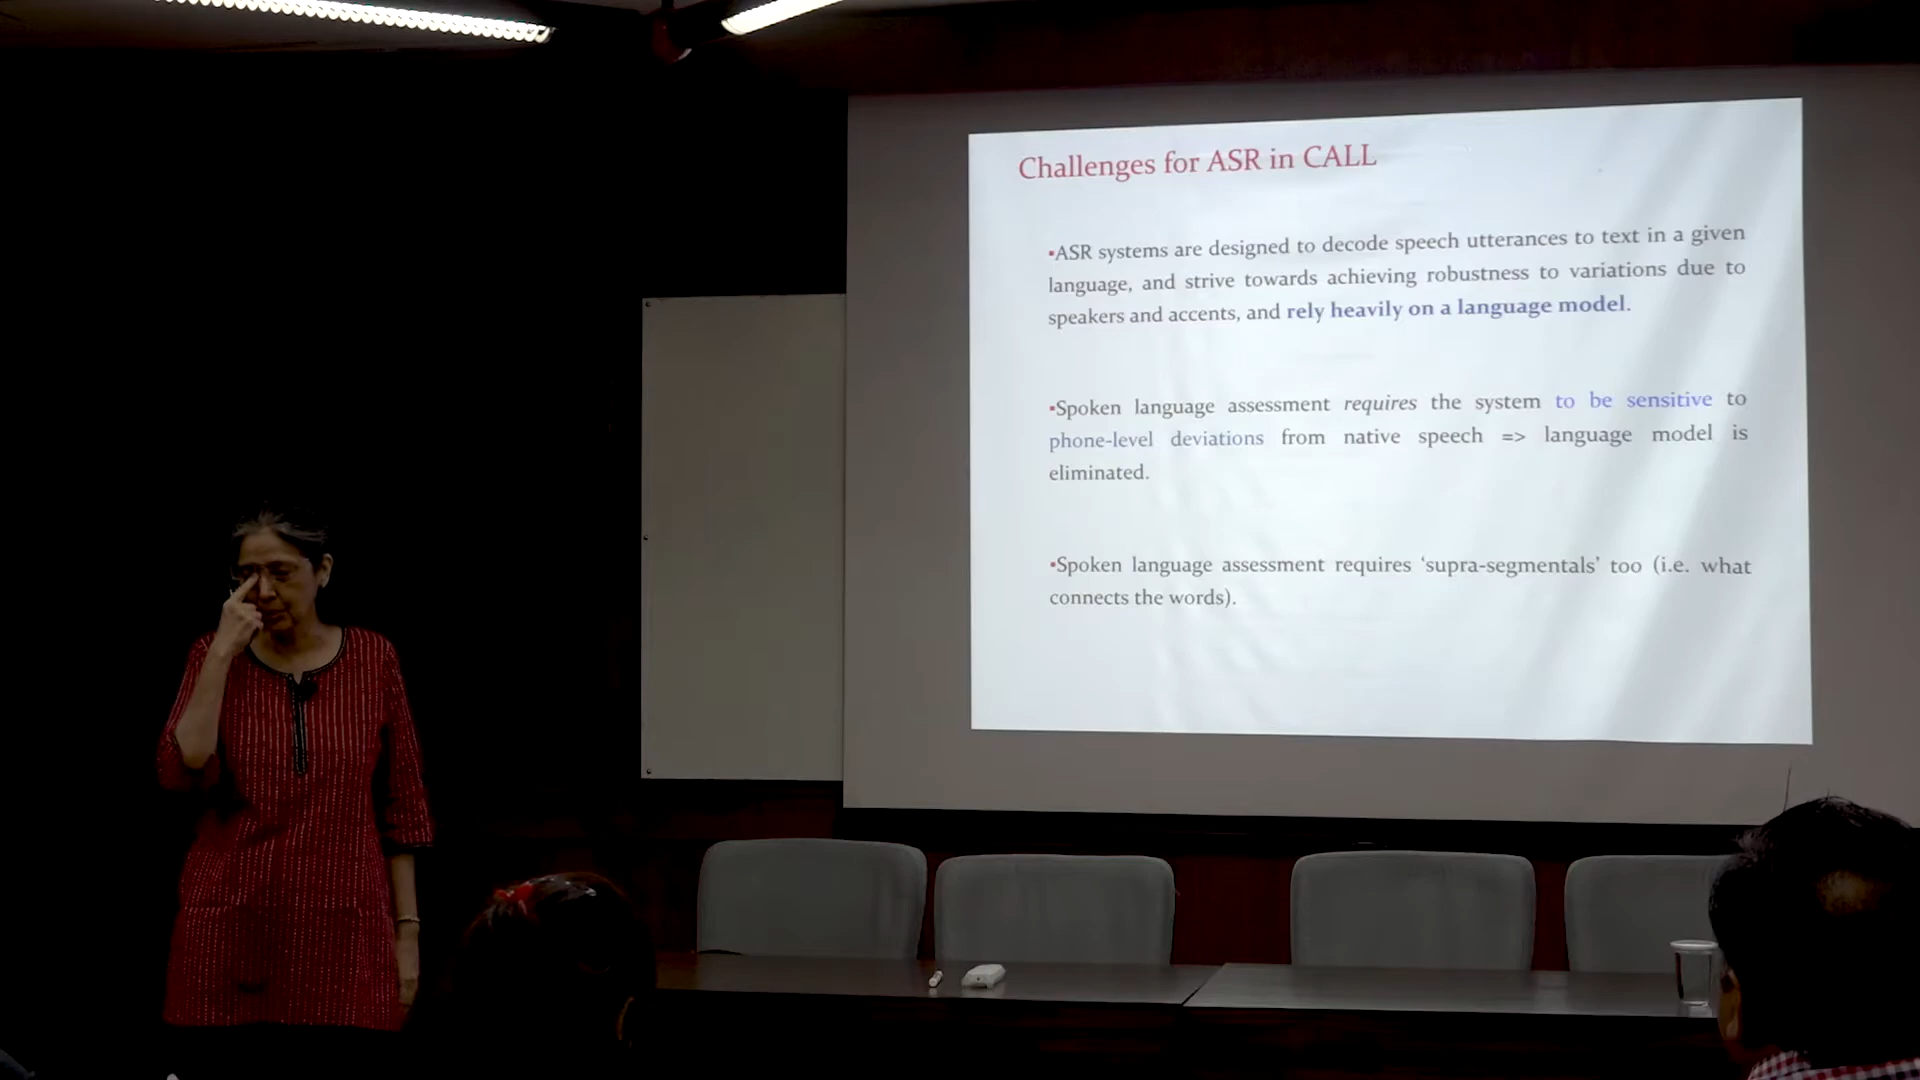 Challenges for ASR in CALL
▪ASR systems are designed to decode speech utterances to text in a given
language, and strive towards achieving robustness to variations due to
speakers and accents, and rely heavily on a language model.
▪Spoken language assessment requires the system to be sensitive to
phone-level deviations from native speech => language model is
eliminated.
▪Spoken language assessment requires ‘supra-segmentals’ too (i.e. what
connects the words).